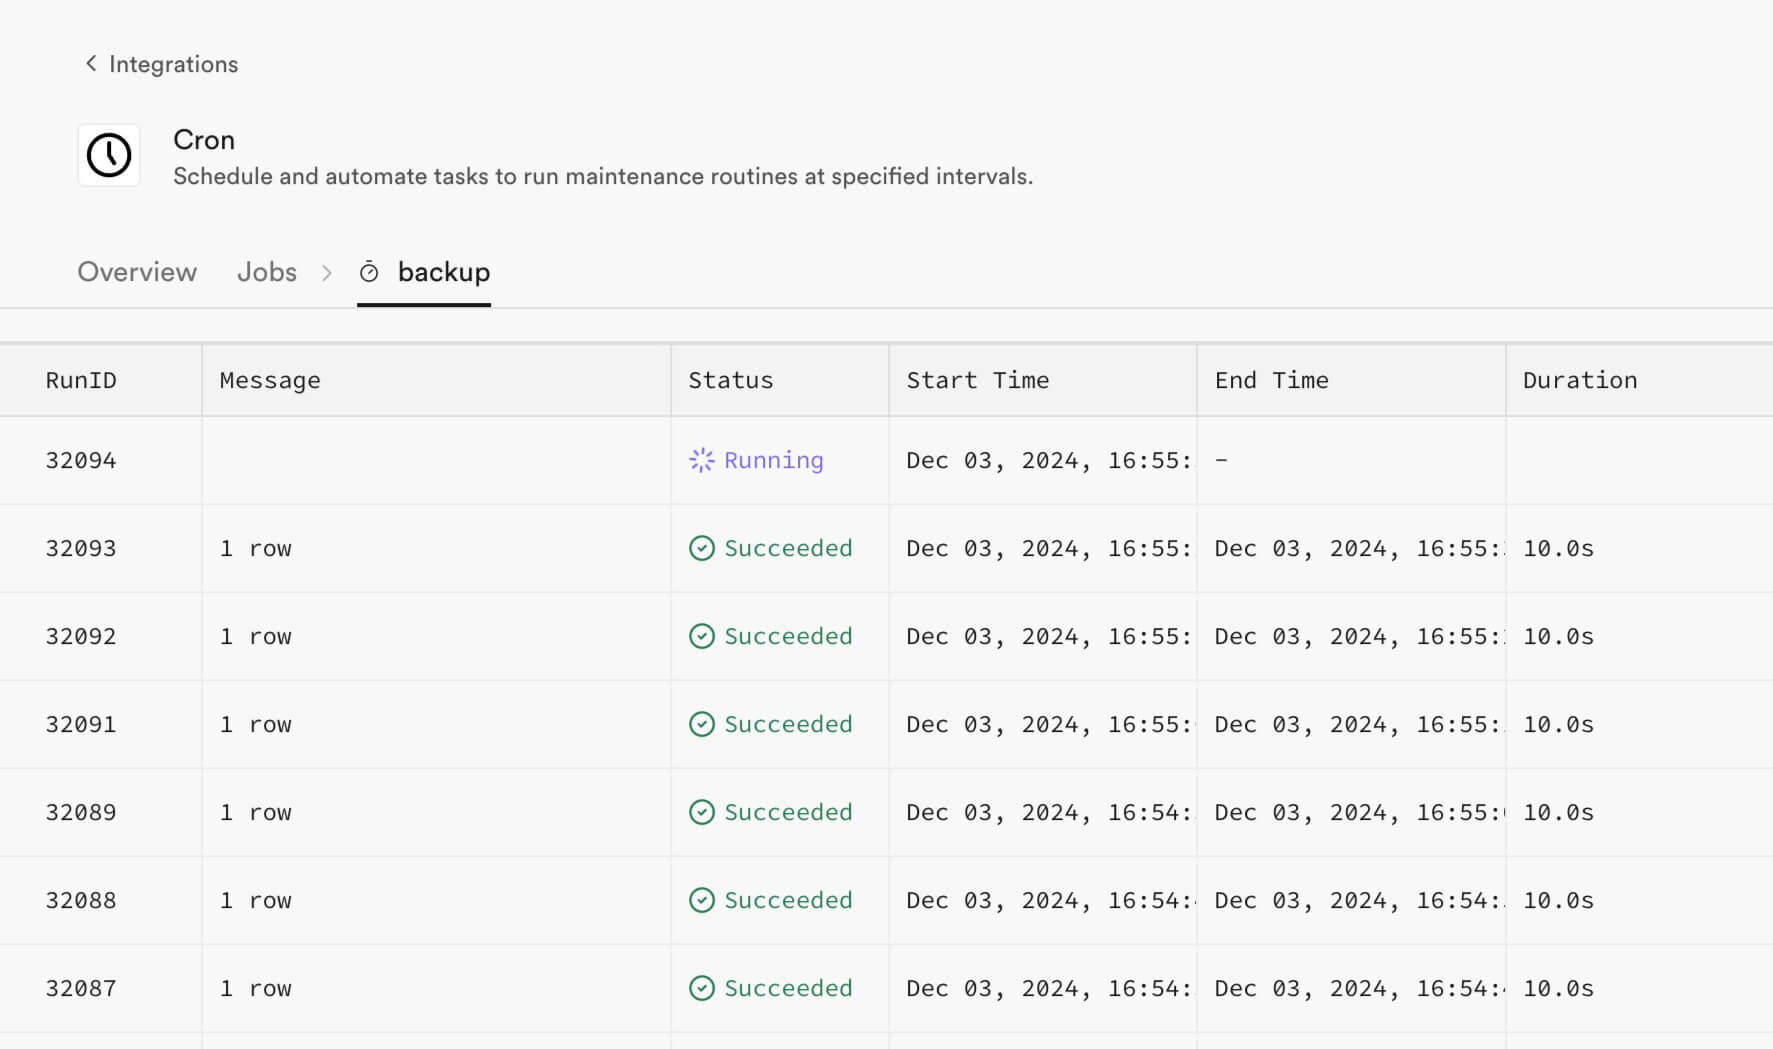 Integrations
Cron
Schedule and automate tasks to run maintenance routines at specified intervals.
Overview Jobs > backup
RunID Message Status Start Time End Time Duration
32094 Running Dec 03, 2024, 16:55: –
32093 1 row Succeeded Dec 03, 2024, 16:55: Dec 03, 2024, 16:55: 10.0s
32092 1 row Succeeded Dec 03, 2024, 16:55: Dec 03, 2024, 16:55: 10.0s
32091 1 row Succeeded Dec 03, 2024, 16:55: Dec 03, 2024, 16:55: 10.0s
32089 1 row Succeeded Dec 03, 2024, 16:54: Dec 03, 2024, 16:55: 10.0s
32088 1 row Succeeded Dec 03, 2024, 16:54: Dec 03, 2024, 16:54: 10.0s
32087 1 row Succeeded Dec 03, 2024, 16:54: Dec 03, 2024, 16:54: 10.0s